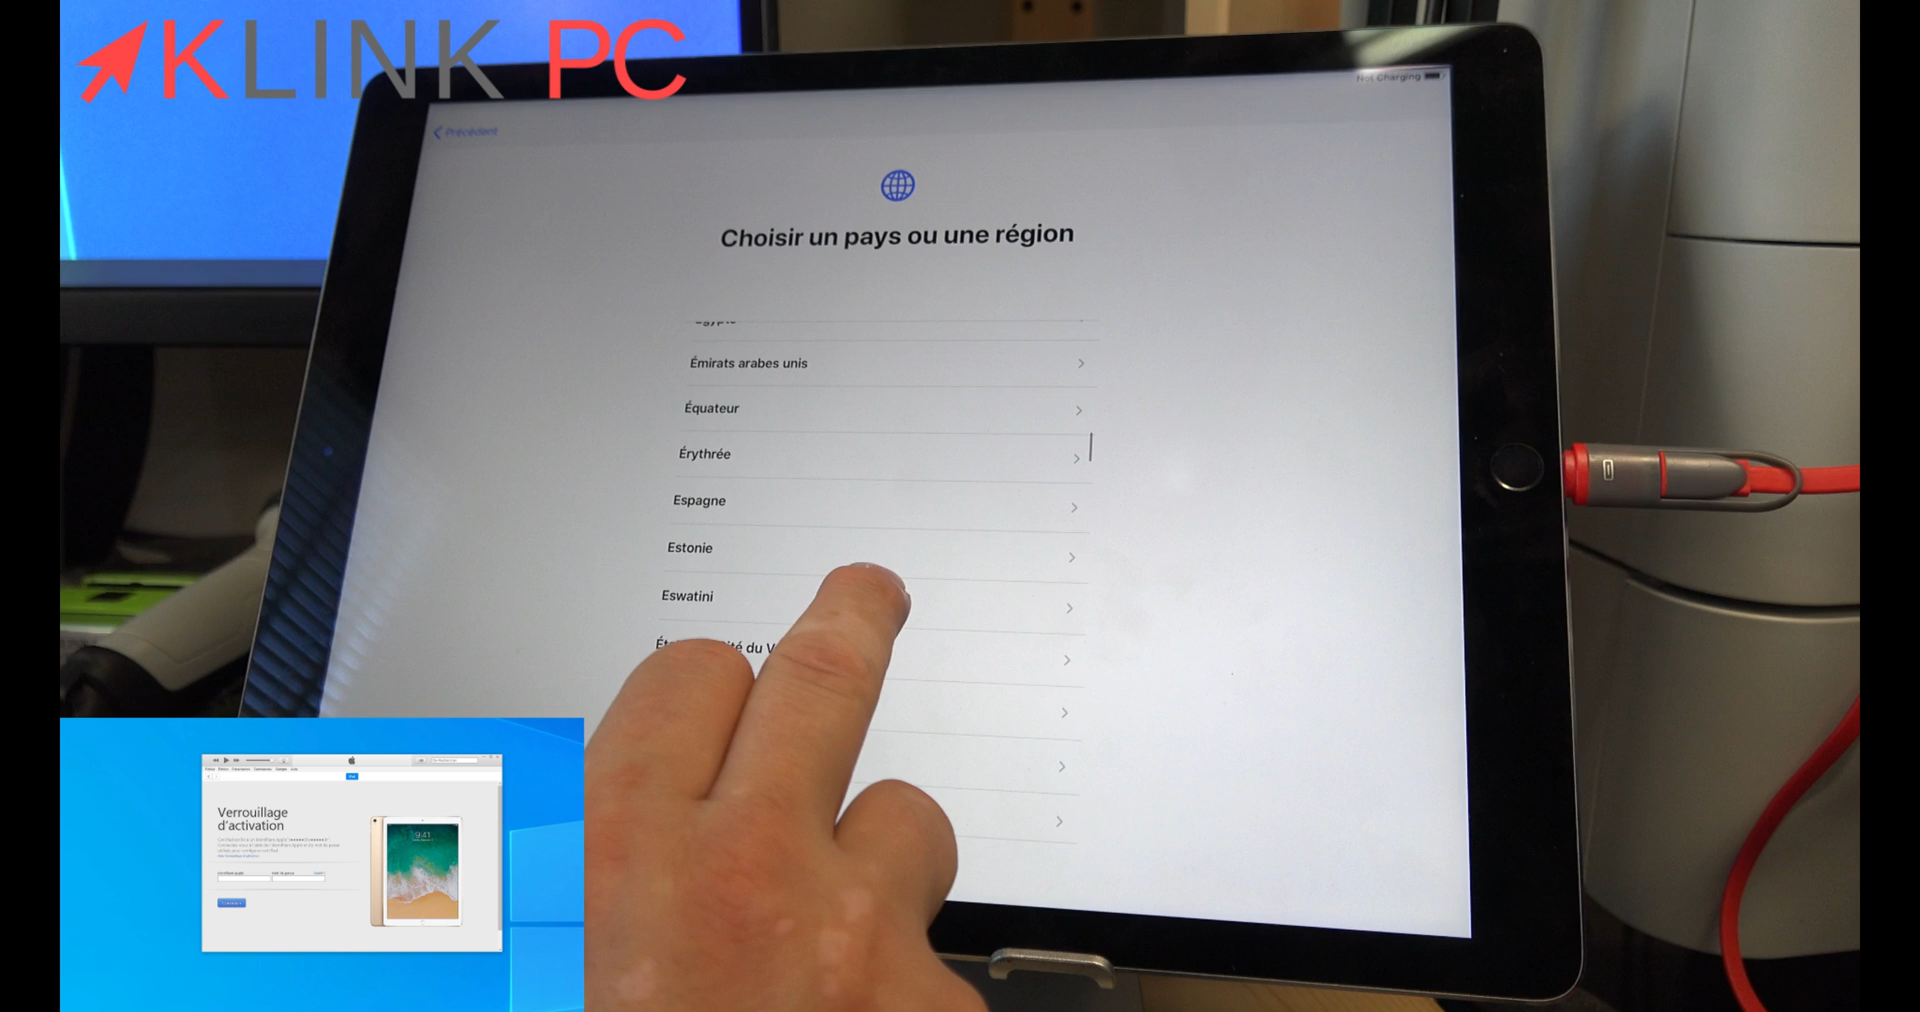 KLINK PC
Not Charging
Précédent
Choisir un pays ou une région
Émirats arabes unis
Équateur
Érythrée
Espagne
Estonie
Eswatini
du V
Verrouillage
d'activation
9:41